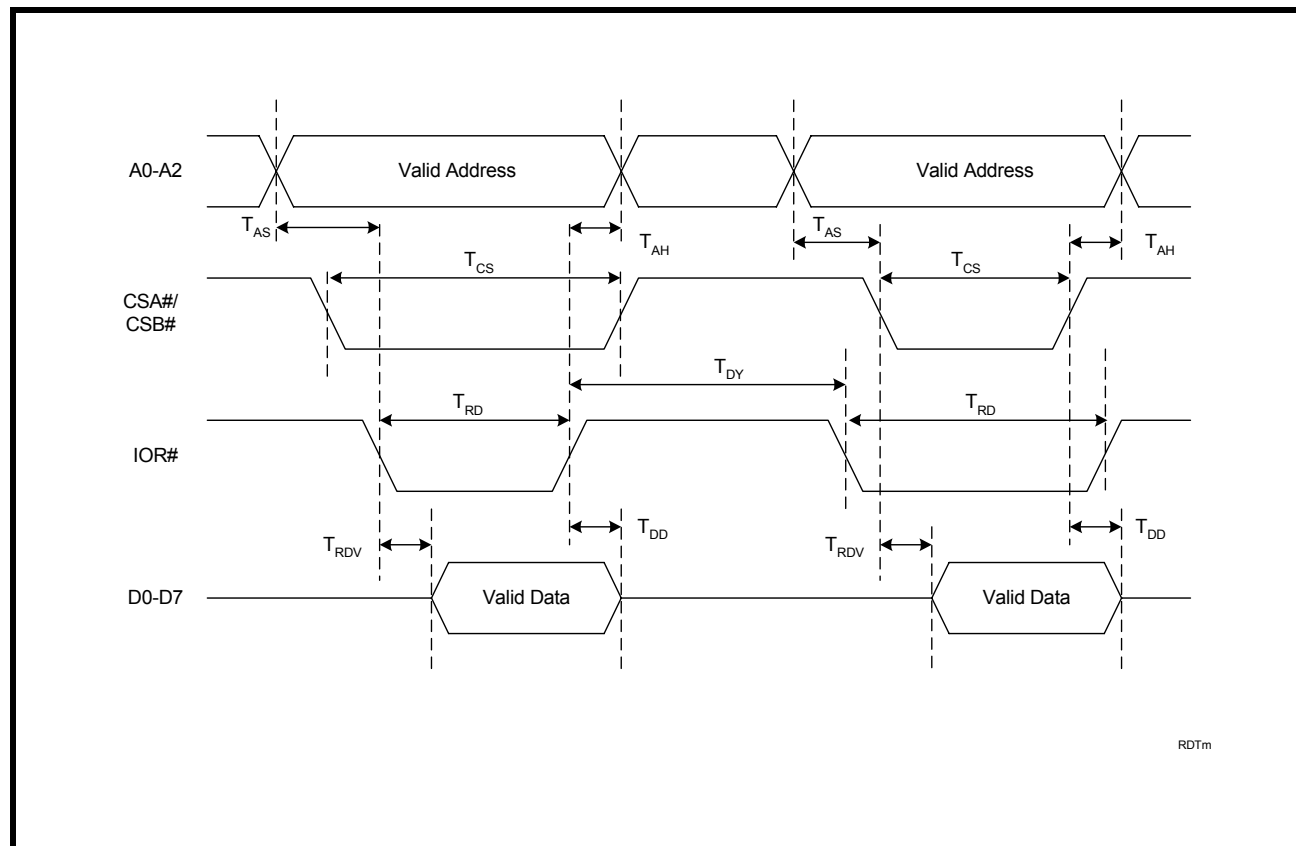 A0-A2
Valid Address
Valid Address
TAS
TAH
TAS
TAH
TCS
TCS
CSA#/
CSB#
TDY
TRD
TRD
IOR#
TRDV
TDD
TRDV
TDD
D0-D7
Valid Data
Valid Data
RDTm